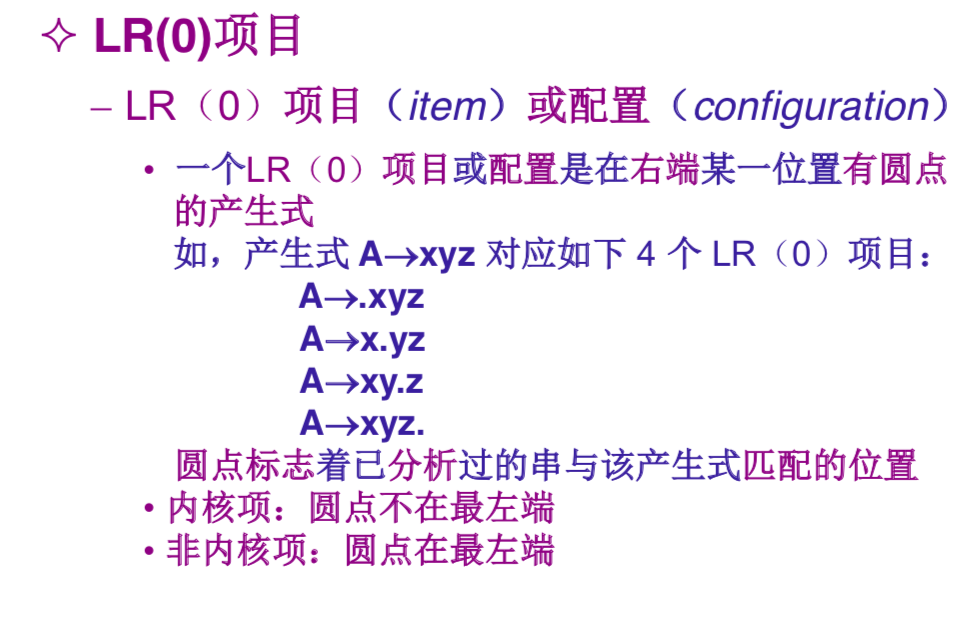 ✧ LR(0)项目
– LR（0）项目（item）或配置（configuration）
• 一个LR（0）项目或配置是在右端某一位置有圆点
的产生式
如，产生式 A→xyz 对应如下 4 个 LR（0）项目：
A→.xyz
A→x.yz
A→xy.z
A→xyz.
圆点标志着已分析过的串与该产生式匹配的位置
• 内核项：圆点不在最左端
• 非内核项：圆点在最左端